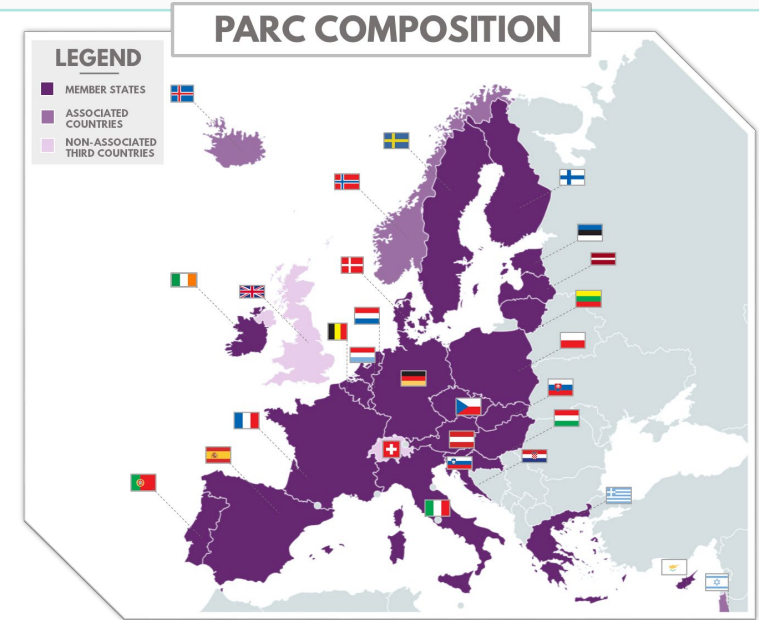 PARC COMPOSITION
LEGEND
MEMBER STATES
ASSOCIATED
COUNTRIES
NON-ASSOCIATED
THIRD COUNTRIES